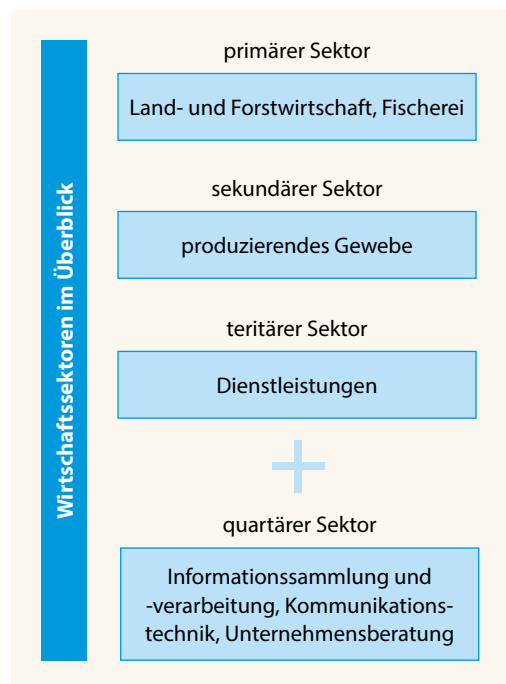 Wirtschaftssektoren im Überblick
primärer Sektor
Land- und Forstwirtschaft, Fischerei
sekundärer Sektor
produzierendes Gewebe
teritärer Sektor
Dienstleistungen
+
quartärer Sektor
Informationssammlung und
-verarbeitung, Kommunikations-
technik, Unternehmensberatung